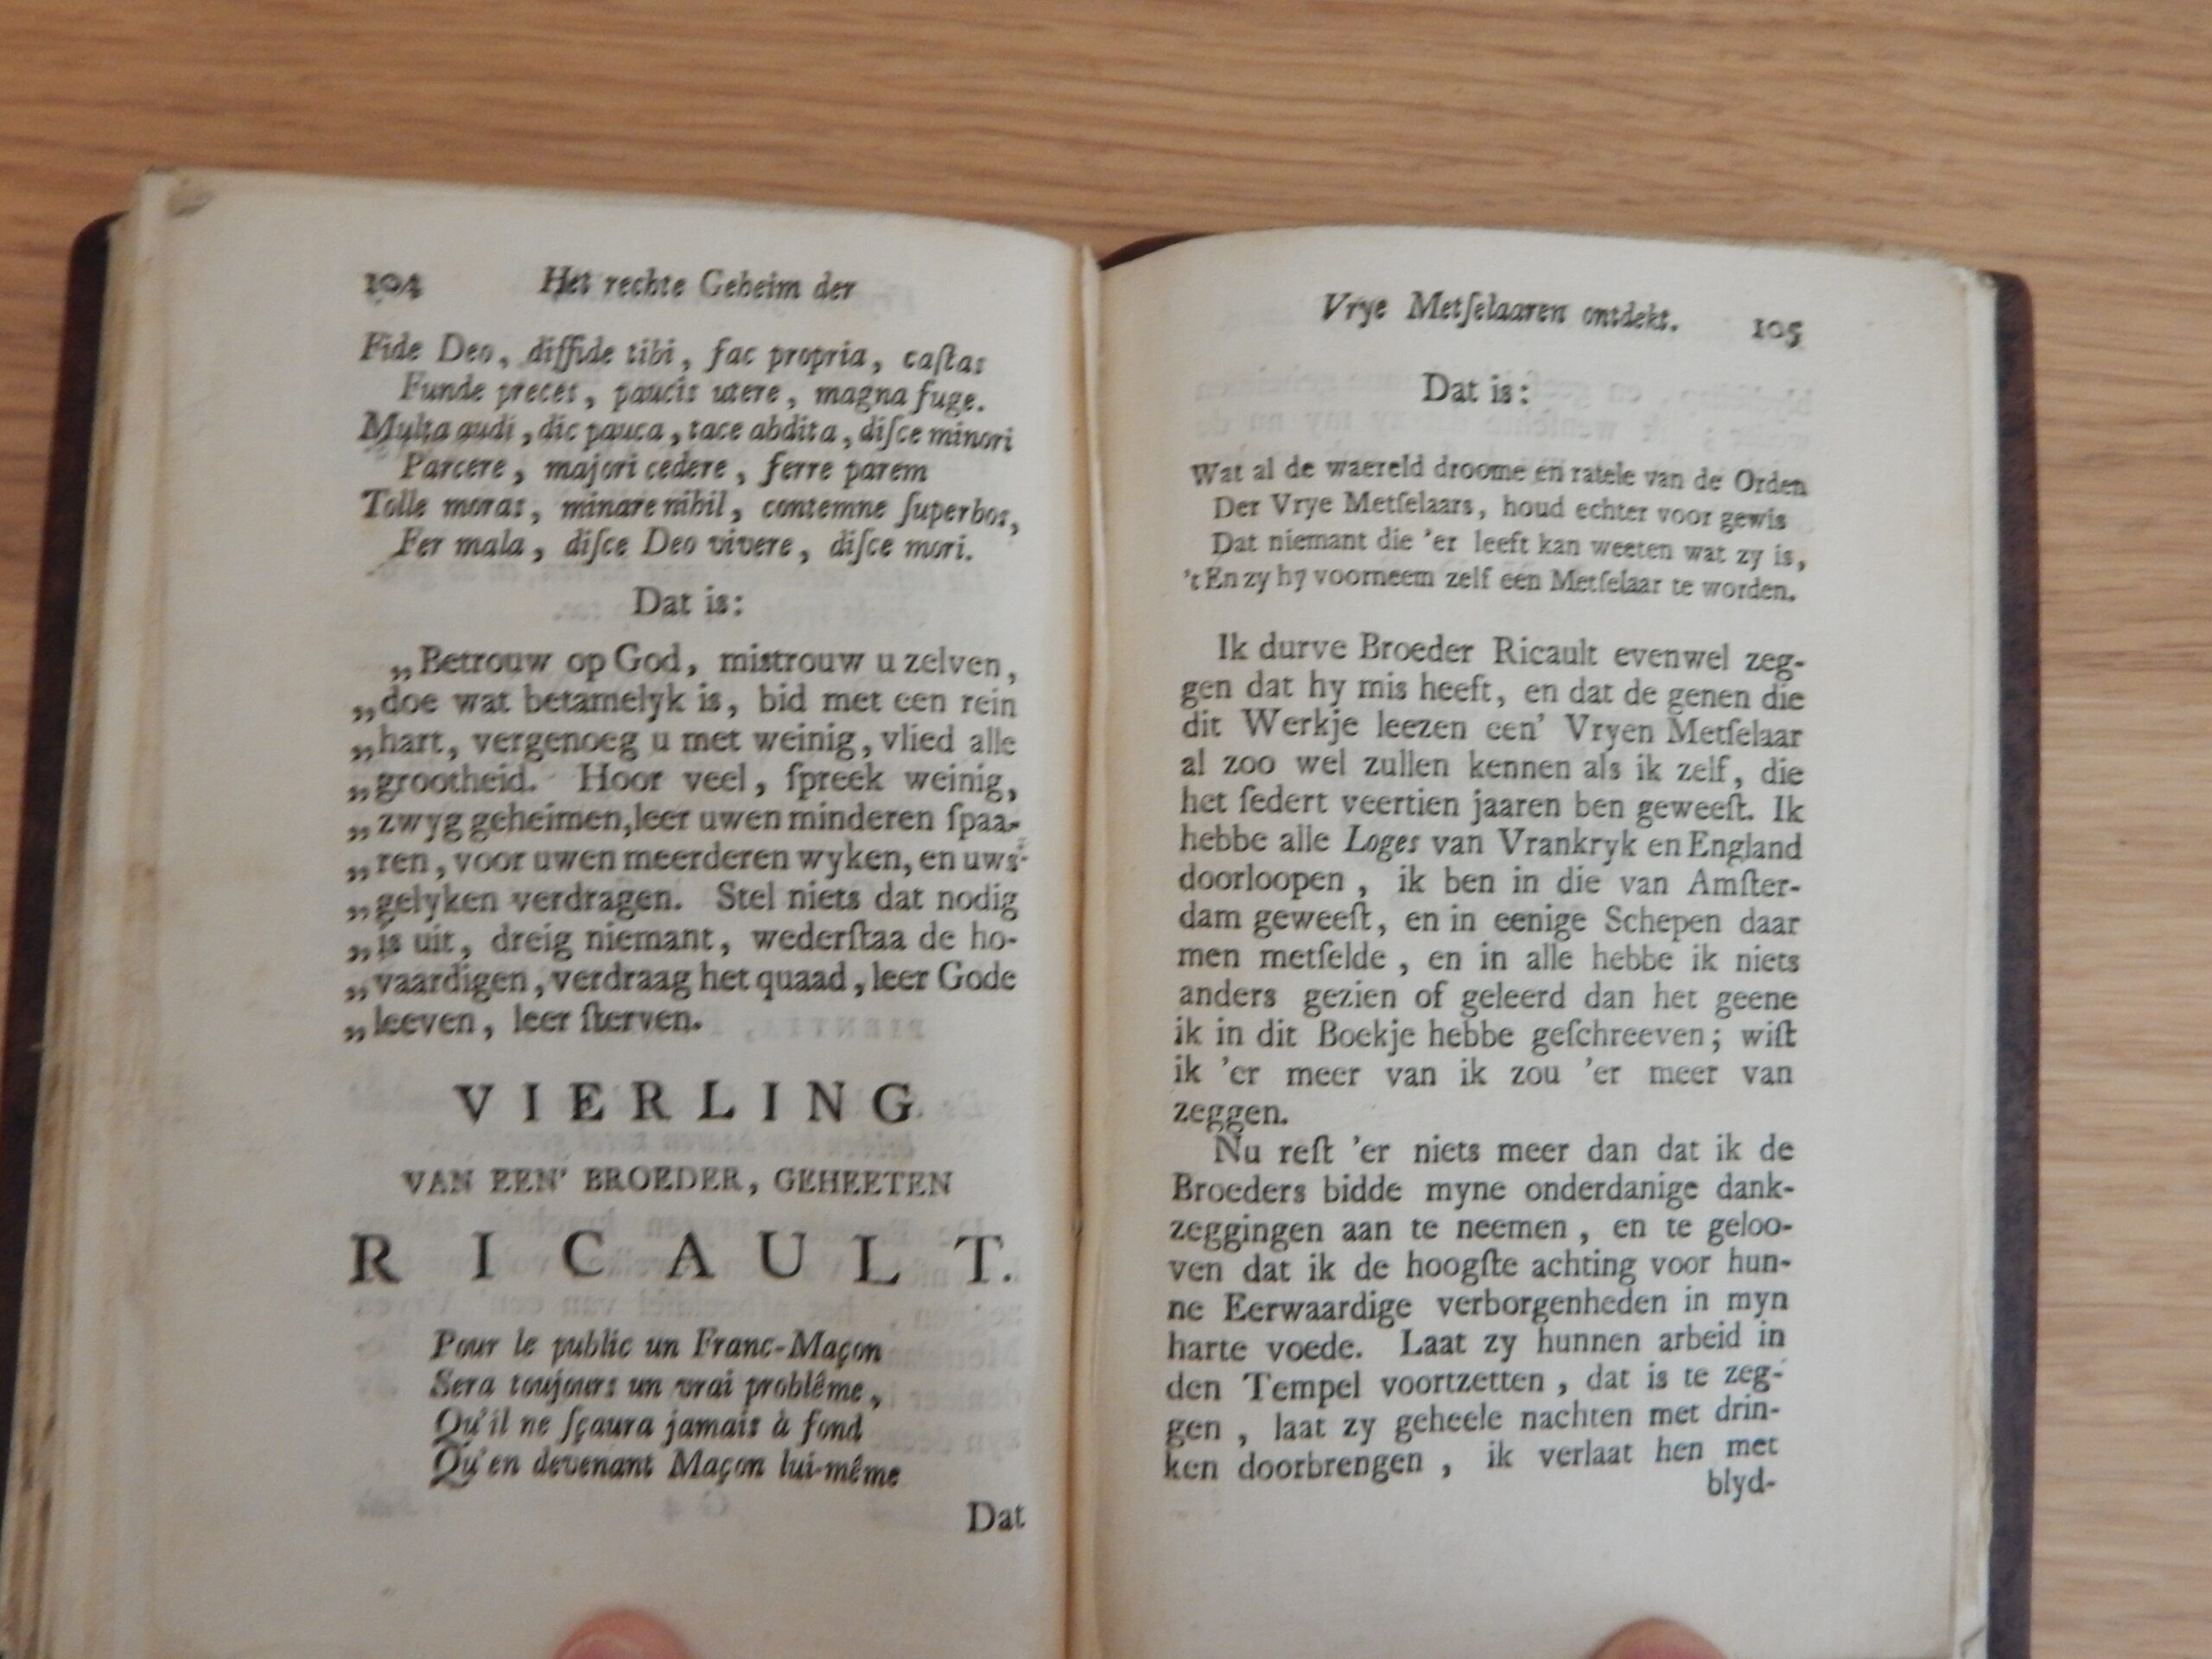 104 Het rechte Geheim der
Fide Deo, diffide tibi, fac propria, caſtas
Funde preces, paucis utere, magna fuge.
Multa audi, dic pauca, tace abdita, diſce minori
Parcere, majori cedere, ferre parem
Tolle moras, minare nihil, contemne ſuperbos,
Fer mala, diſce Deo vivere, diſce mori.
Dat is:
„Betrouw op God, mistrouw u zelven,
„doe wat betamelyk is, bid met een rein
„hart, vergenoeg u met weinig, vlied alle
„grootheid. Hoor veel, ſpreek weinig,
„zwyg geheimen, leer uwen minderen ſpaa-
„ren, voor uwen meerderen wyken, en uws-
„gelyken verdragen. Stel niets dat nodig
„is uit, dreig niemant, wederſtaa de ho-
„vaardigen, verdraag het quaad, leer Gode
„leeven, leer ſterven.
VIERLING
VAN EEN' BROEDER, GEHEETEN
RICAULT.
Pour le public un Franc-Maçon
Sera toujours un vrai problême,
Qu'il ne ſçaura jamais à fond
Qu'en devenant Maçon lui-même
Dat
Vrye Metſelaaren ontdekt. 105
Dat is:
Wat al de waereld droome en ratele van de Orden
Der Vrye Metſelaars, houd echter voor gewis
Dat niemant die 'er leeft kan weeten wat zy is,
't En zy hy voorneem zelf een Metſelaar te worden.
Ik durve Broeder Ricault evenwel zeg-
gen dat hy mis heeft, en dat de genen die
dit Werkje leezen een' Vryen Metſelaar
al zoo wel zullen kennen als ik zelf, die
het ſedert veertien jaaren ben geweeſt. Ik
hebbe alle Loges van Vrankryk en England
doorloopen, ik ben in die van Amſter-
dam geweeſt, en in eenige Schepen daar
men metſelde, en in alle hebbe ik niets
anders gezien of geleerd dan het geene
ik in dit Boekje hebbe geſchreeven; wiſt
ik 'er meer van ik zou 'er meer van
zeggen.
Nu reſt 'er niets meer dan dat ik de
Broeders bidde myne onderdanige dank-
zeggingen aan te neemen, en te geloo-
ven dat ik de hoogſte achting voor hun-
ne Eerwaardige verborgenheden in myn
harte voede. Laat zy hunnen arbeid in
den Tempel voortzetten, dat is te zeg-
gen, laat zy geheele nachten met drin-
ken doorbrengen, ik verlaat hen met
blyd-